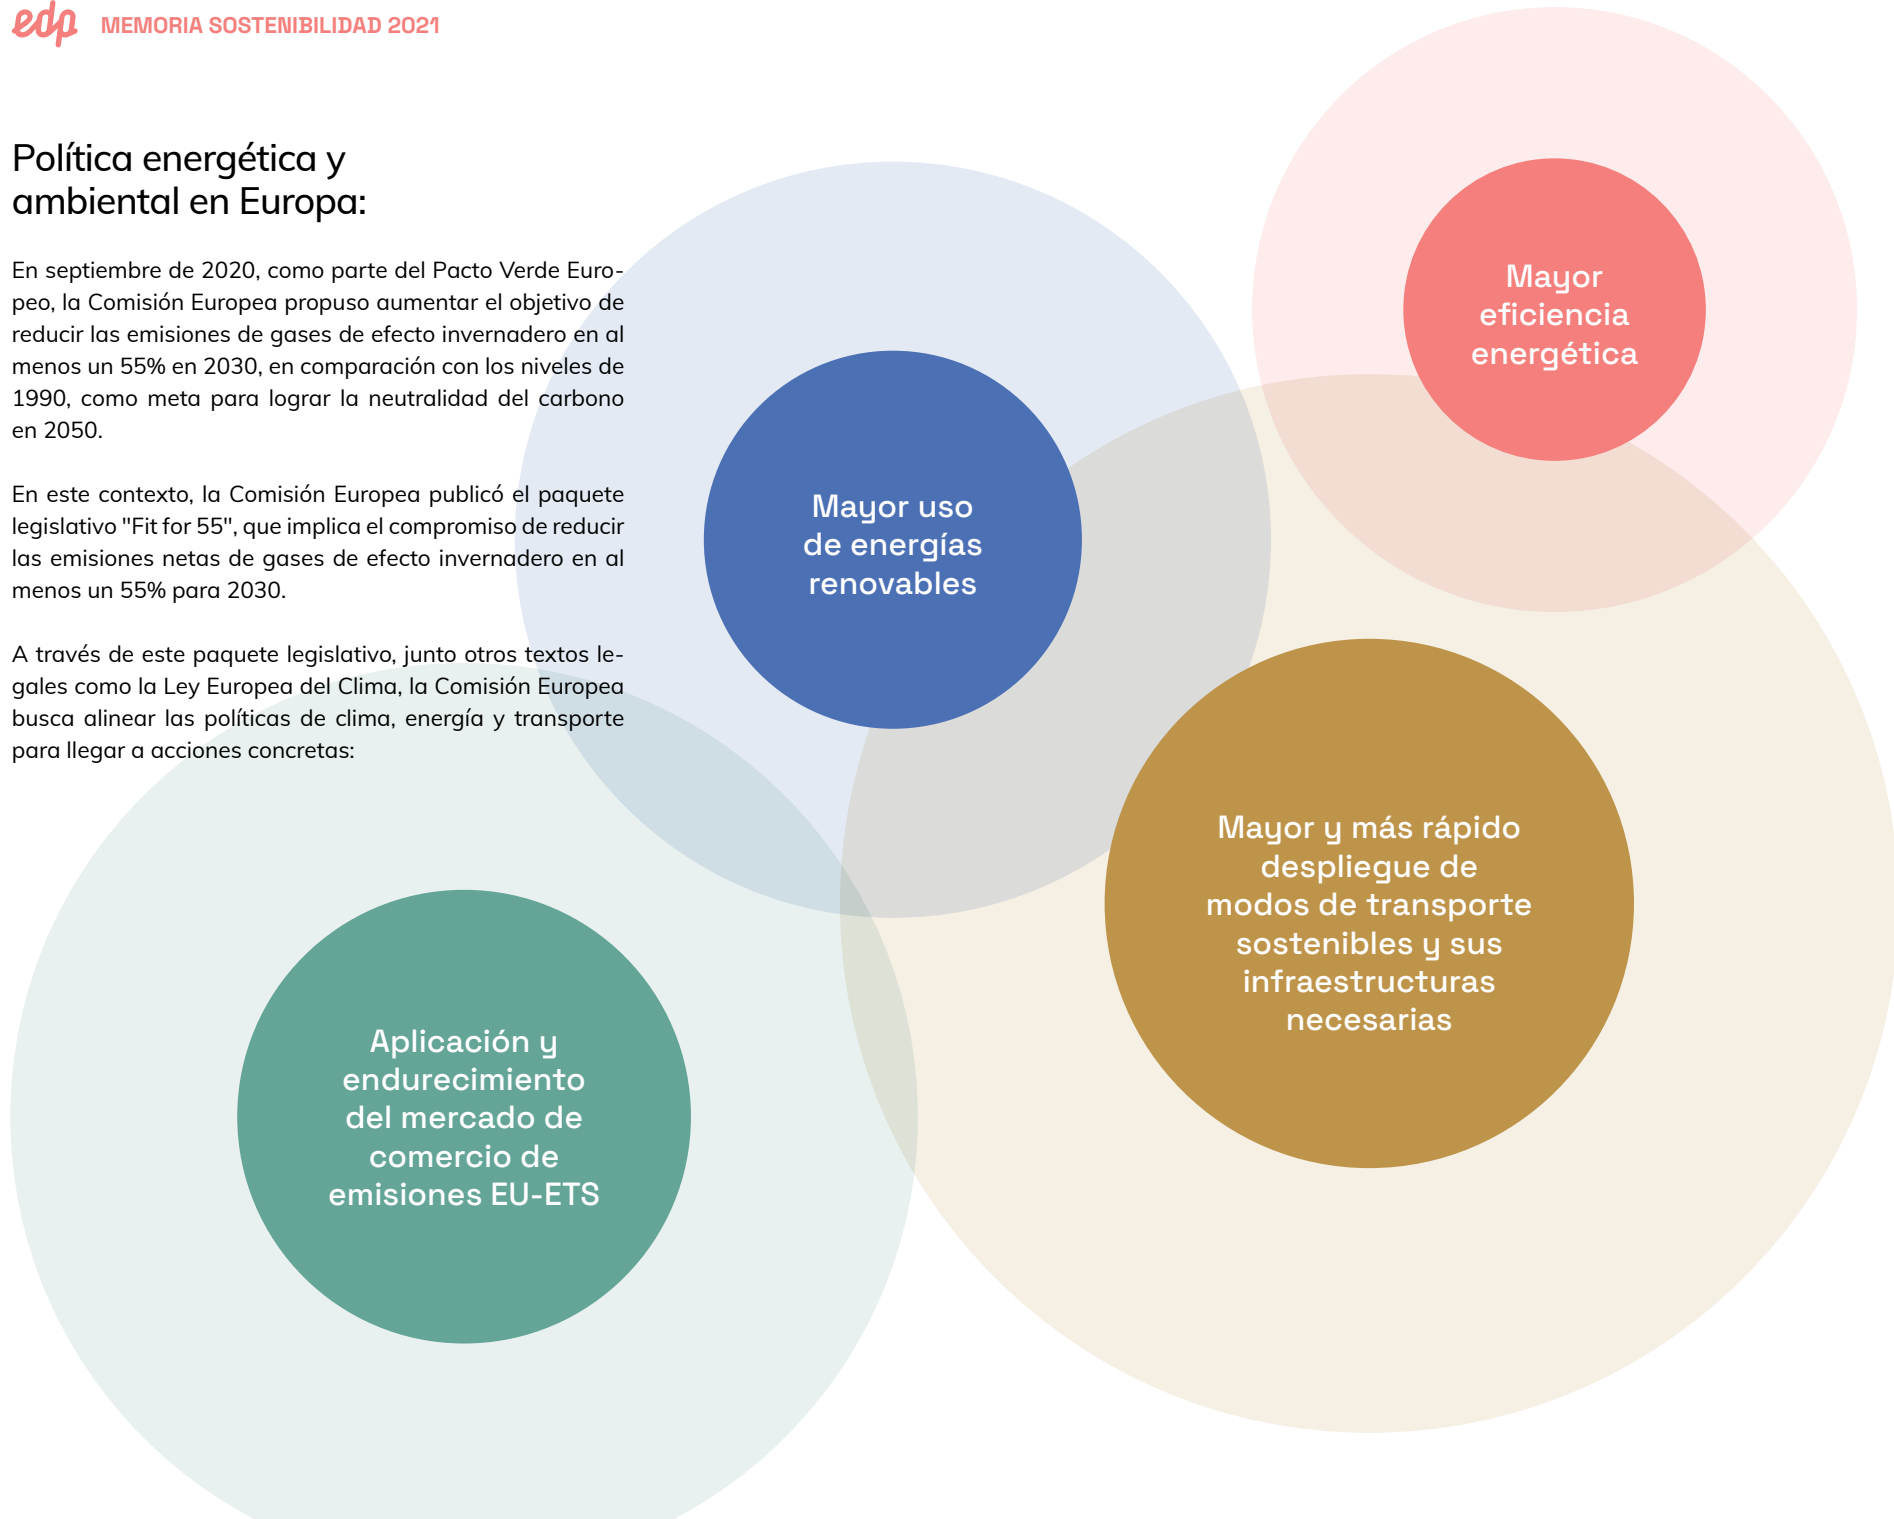 edp MEMORIA SOSTENIBILIDAD 2021
Política energética y
ambiental en Europa:
En septiembre de 2020, como parte del Pacto Verde Euro-
peo, la Comisión Europea propuso aumentar el objetivo de
reducir las emisiones de gases de efecto invernadero en al
menos un 55% en 2030, en comparación con los niveles de
1990, como meta para lograr la neutralidad del carbono
en 2050.
En este contexto, la Comisión Europea publicó el paquete
legislativo "Fit for 55", que implica el compromiso de reducir
las emisiones netas de gases de efecto invernadero en al
menos un 55% para 2030.
A través de este paquete legislativo, junto otros textos le-
gales como la Ley Europea del Clima, la Comisión Europea
busca alinear las políticas de clima, energía y transporte
para llegar a acciones concretas:
Mayor
eficiencia
energética
Mayor uso
de energías
renovables
Mayor y más rápido
despliegue de
modos de transporte
sostenibles y sus
infraestructuras
necesarias
Aplicación y
endurecimiento
del mercado de
comercio de
emisiones EU-ETS